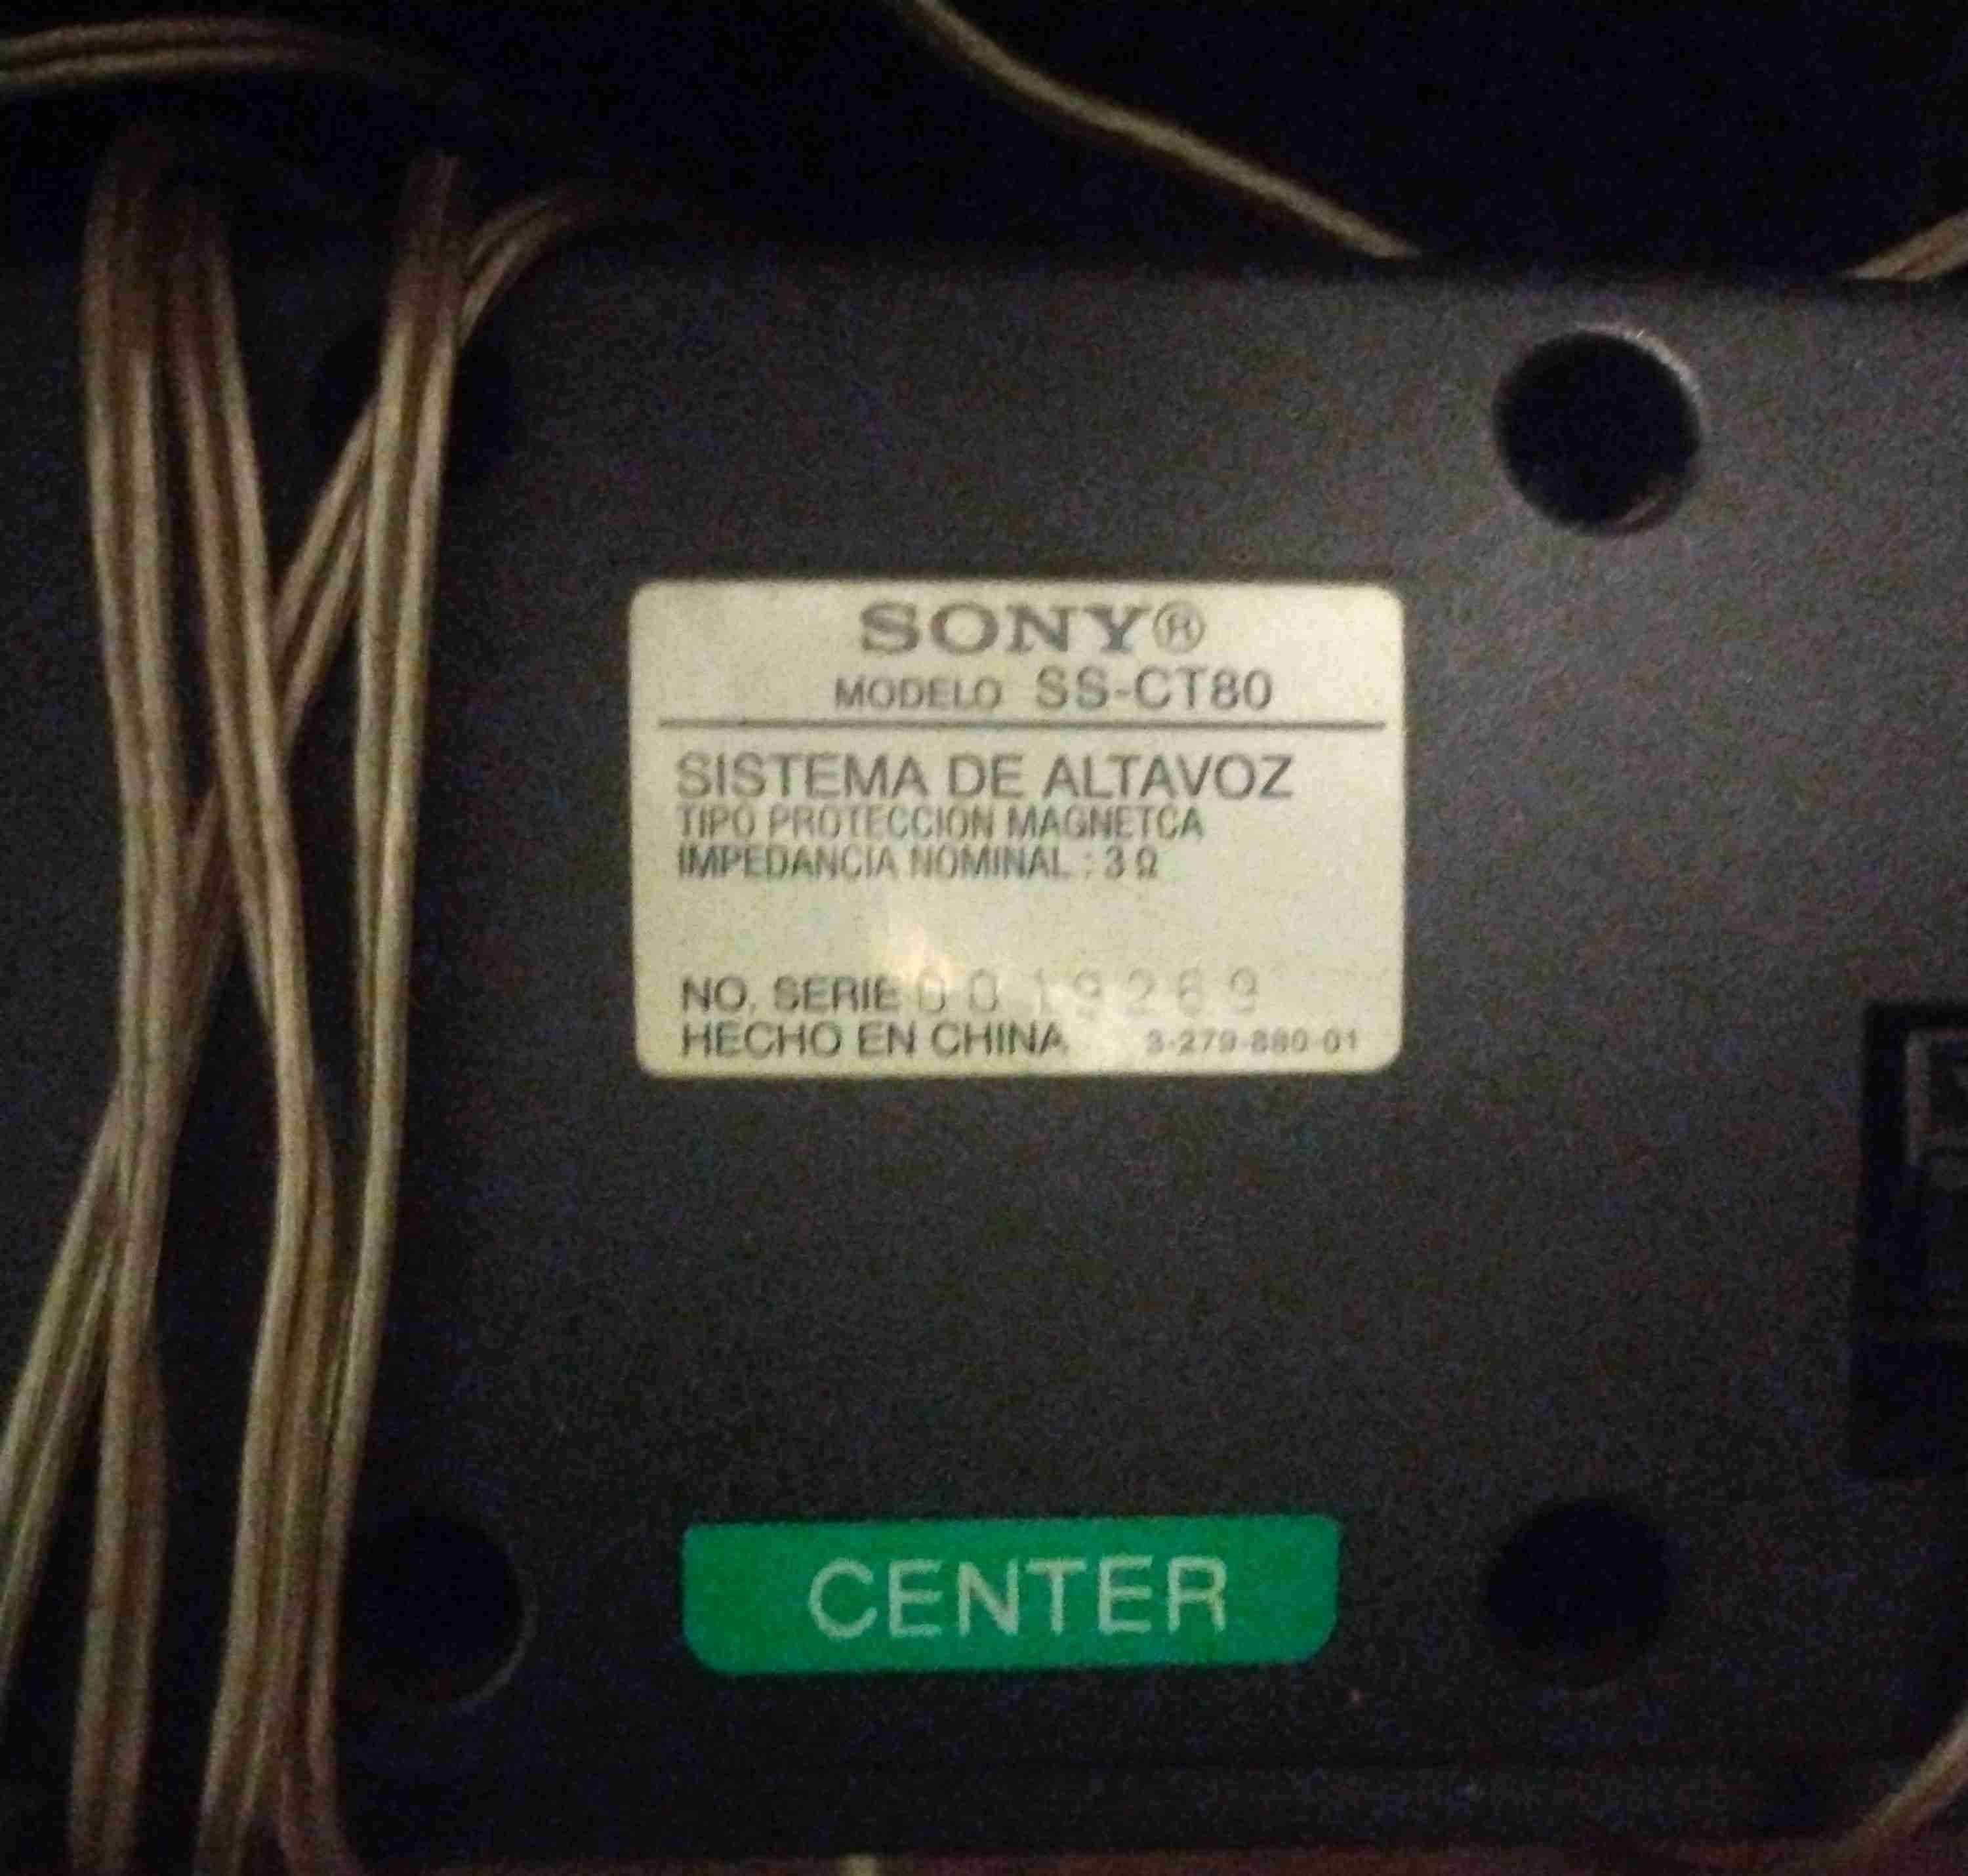 SONY®
MODELO SS-CT80
SISTEMA DE ALTAVOZ
TIPO PROTECCION MAGNETCA
IMPEDANCIA NOMINAL : 3 Ω
NO. SERIE 0019269
HECHO EN CHINA 3-279-880-01
CENTER